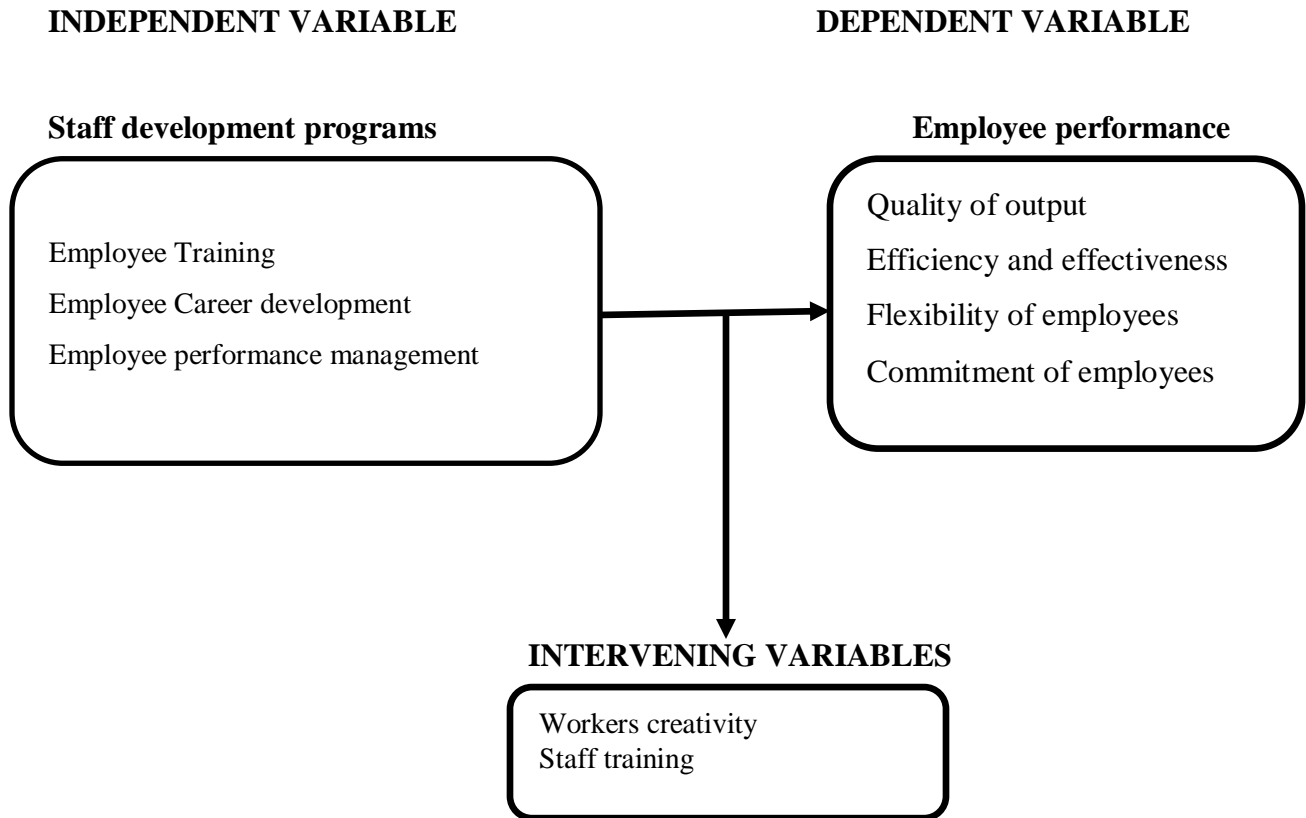 INDEPENDENT VARIABLE
DEPENDENT VARIABLE
Staff development programs
Employee performance
Employee Training
Employee Career development
Employee performance management
Quality of output
Efficiency and effectiveness
Flexibility of employees
Commitment of employees
INTERVENING VARIABLES
Workers creativity
Staff training